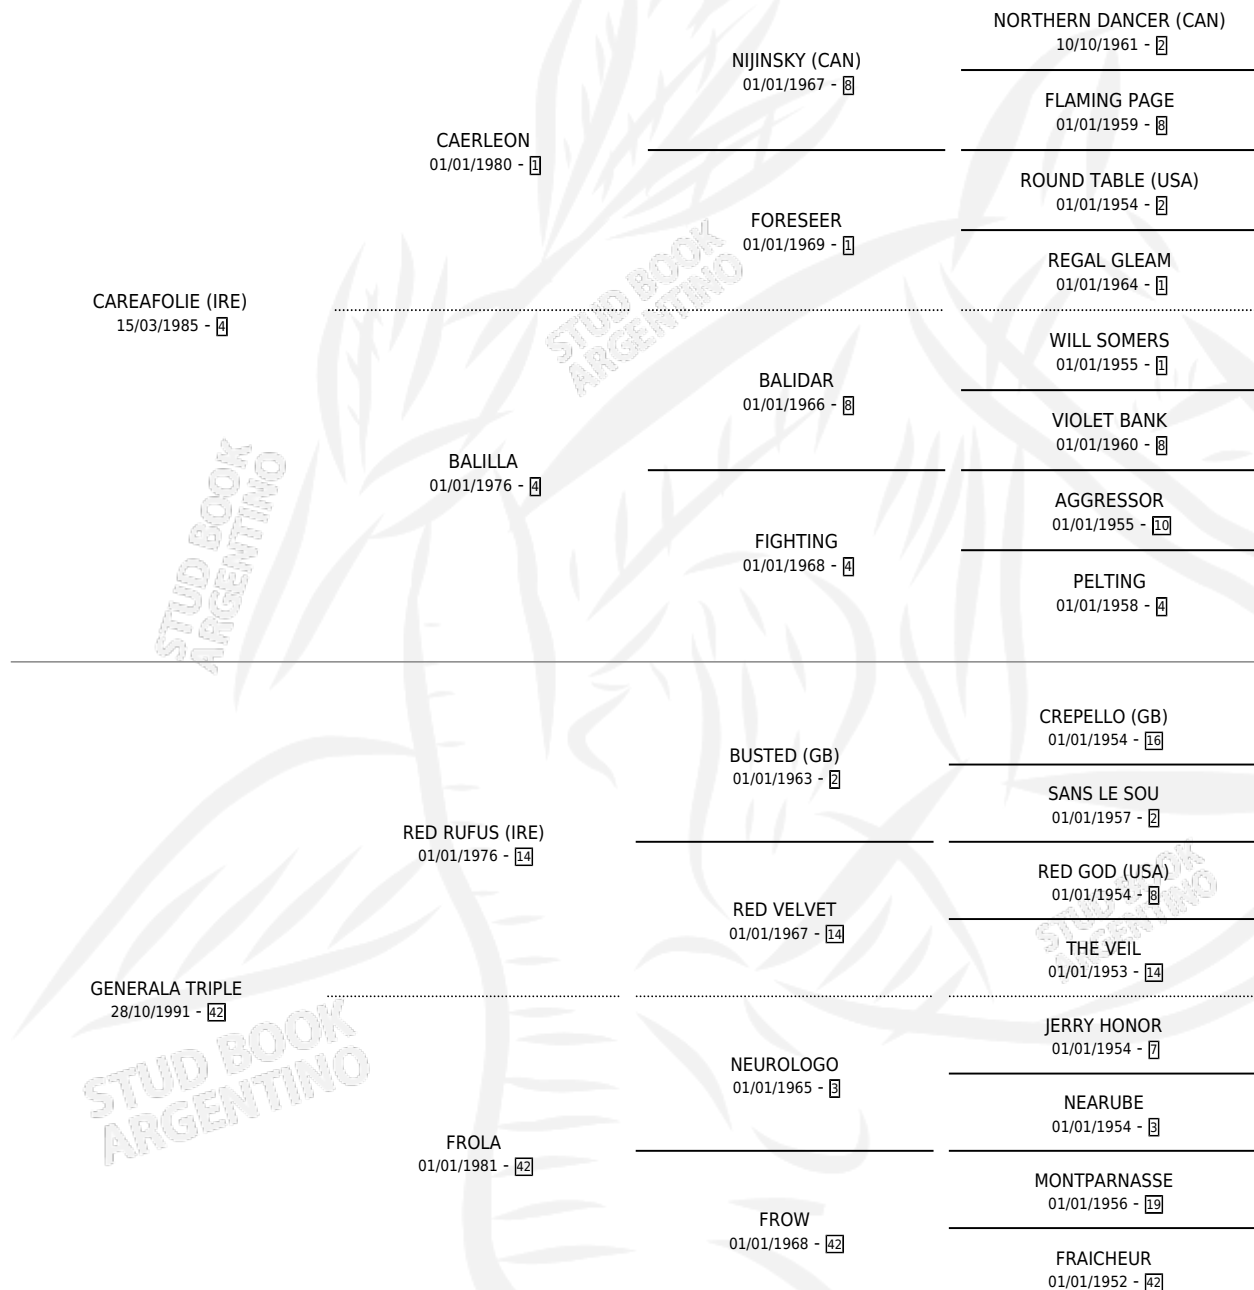 NORTHERN DANCER (CAN)
10/10/1961 - 2
NIJINSKY (CAN)
01/01/1967 - 8
FLAMING PAGE
01/01/1959 - 8
CAERLEON
01/01/1980 - 1
ROUND TABLE (USA)
01/01/1954 - 2
FORESEER
01/01/1969 - 1
REGAL GLEAM
01/01/1964 - 1
CAREAFOLIE (IRE)
15/03/1985 - 4
WILL SOMERS
01/01/1955 - 1
BALIDAR
01/01/1966 - 8
VIOLET BANK
01/01/1960 - 8
BALILLA
01/01/1976 - 4
AGGRESSOR
01/01/1955 - 10
FIGHTING
01/01/1968 - 4
PELTING
01/01/1958 - 4
CREPELLO (GB)
01/01/1954 - 16
BUSTED (GB)
01/01/1963 - 2
SANS LE SOU
01/01/1957 - 2
RED RUFUS (IRE)
01/01/1976 - 14
RED GOD (USA)
01/01/1954 - 8
RED VELVET
01/01/1967 - 14
THE VEIL
01/01/1953 - 14
GENERALA TRIPLE
28/10/1991 - 42
JERRY HONOR
01/01/1954 - 7
NEUROLOGO
01/01/1965 - 3
NEARUBE
01/01/1954 - 3
FROLA
01/01/1981 - 42
MONTPARNASSE
01/01/1956 - 19
FROW
01/01/1968 - 42
FRAICHEUR
01/01/1952 - 42
STUD BOOK
ARGENTINO
STUD BOOK
ARGENTINO
STUD BOOK
ARGENTINO
STUD BOOK
ARGENTINO